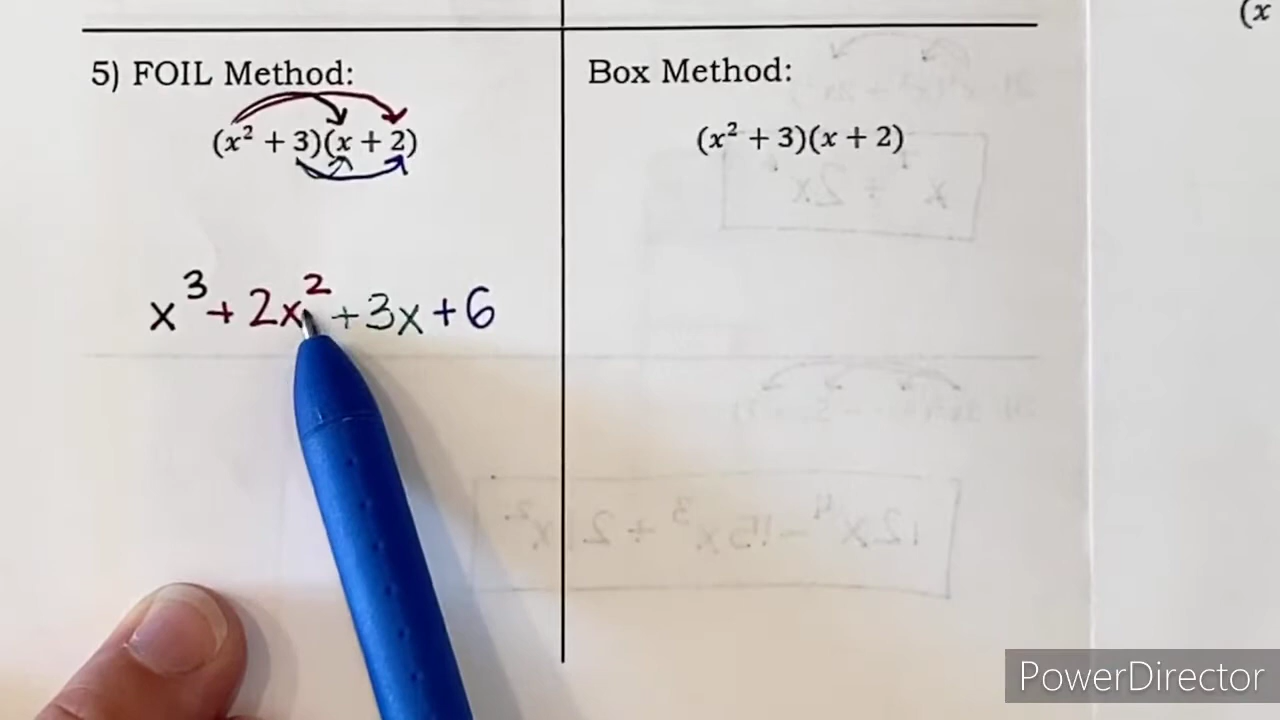 (x
5) FOIL Method:
(x² + 3)(x + 2)
x³ + 2x² + 3x + 6
Box Method:
(x² + 3)(x + 2)
PowerDirector